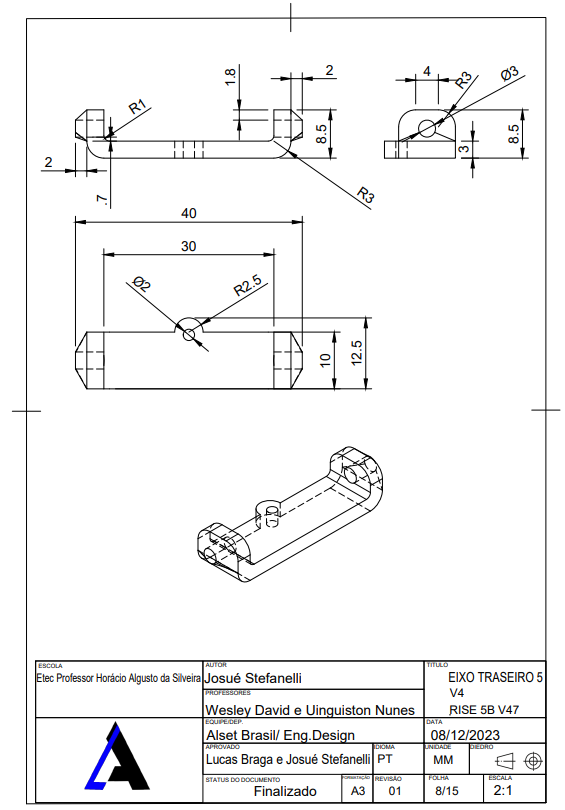 1.8
2
R1
8.5
2
.7
R3
4
R3
Ø3
3
8.5
40
30
Ø2
R2.5
10
12.5
ESCOLA
Etec Professor Horácio Algusto da Silveira
AUTOR
Josué Stefanelli
TITULO
EIXO TRASEIRO 5
V4
RISE 5B V47
PROFESSORES
Wesley David e Uinguiston Nunes
EQUIPE/DEP.
Alset Brasil/ Eng.Design
DATA
08/12/2023
APROVADO
Lucas Braga e Josué Stefanelli
IDIOMA
PT
UNIDADE
MM
DIEDRO
STATUS DO DOCUMENTO
Finalizado
FORMATAÇÃO
A3
REVISÃO
01
FOLHA
8/15
ESCALA
2:1